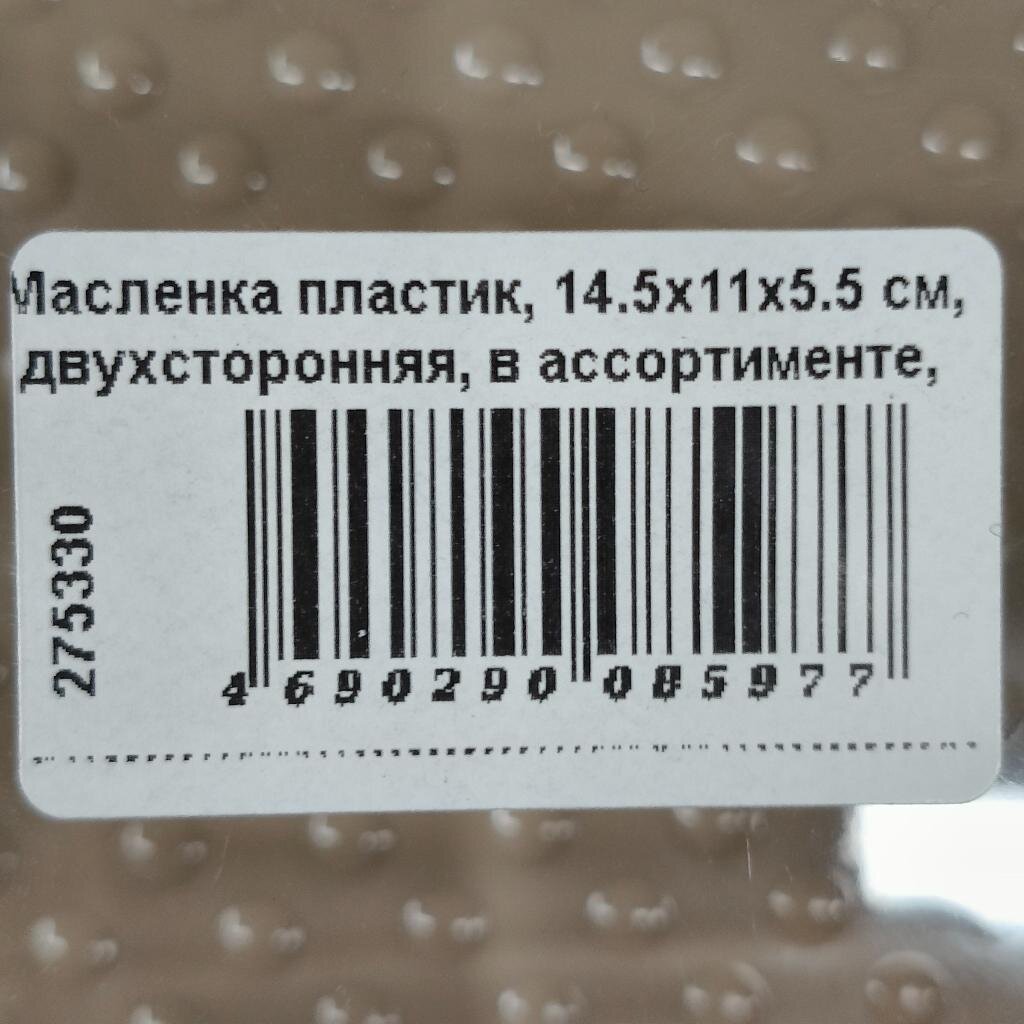 Масленка пластик, 14.5х11х5.5 см,
двухсторонняя, в ассортименте,
275330
4 690290 085977